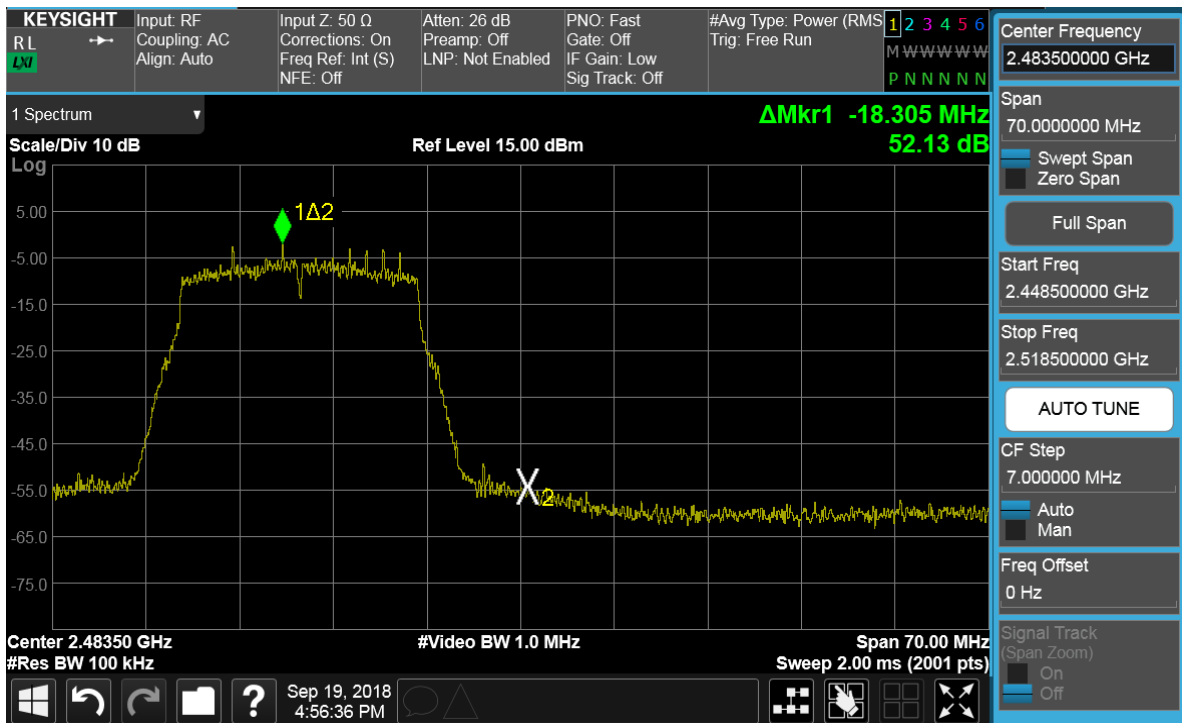 KEYSIGHT
RL
LXI
Input: RF
Coupling: AC
Align: Auto
Input Z: 50 Ω
Corrections: On
Freq Ref: Int (S)
NFE: Off
Atten: 26 dB
Preamp: Off
LNP: Not Enabled
PNO: Fast
Gate: Off
IF Gain: Low
Sig Track: Off
#Avg Type: Power (RMS
Trig: Free Run
1 2 3 4 5 6
M W W W W W
P N N N N N
1 Spectrum
ΔMkr1 -18.305 MHz
52.13 dB
Scale/Div 10 dB
Ref Level 15.00 dBm
Log
5.00
-5.00
-15.0
-25.0
-35.0
-45.0
-55.0
-65.0
-75.0
1Δ2
X2
Center 2.48350 GHz
#Video BW 1.0 MHz
Span 70.00 MHz
#Res BW 100 kHz
Sweep 2.00 ms (2001 pts)
?
Sep 19, 2018
4:56:36 PM
Center Frequency
2.483500000 GHz
Span
70.0000000 MHz
Swept Span
Zero Span
Full Span
Start Freq
2.448500000 GHz
Stop Freq
2.518500000 GHz
AUTO TUNE
CF Step
7.000000 MHz
Auto
Man
Freq Offset
0 Hz
Signal Track
(Span Zoom)
On
Off